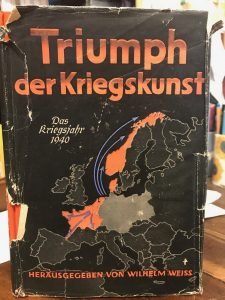 Triumph
der Kriegskunst
Das
Kriegsjahr
1940
HERAUSGEGEBEN VON WILHELM WEISS